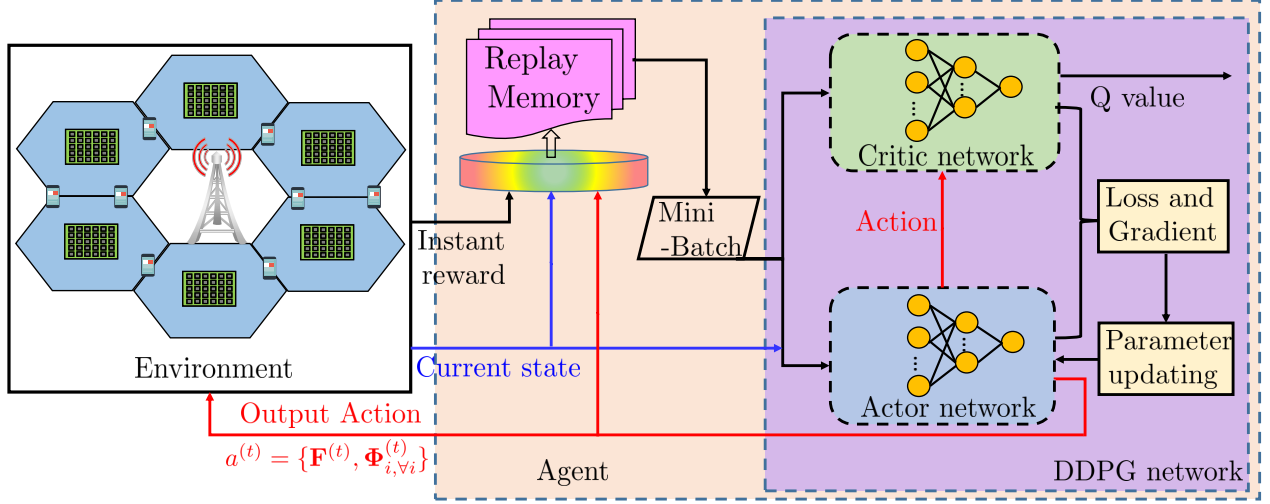 Replay
Memory
Q value
Critic network
Mini
-Batch
Action
Loss and
Gradient
Instant
reward
Environment
Current state
Parameter
updating
Output Action
Actor network
a^{(t)} = {F^{(t)}, Φ_{i,∀i}^{(t)}}
Agent
DDPG network